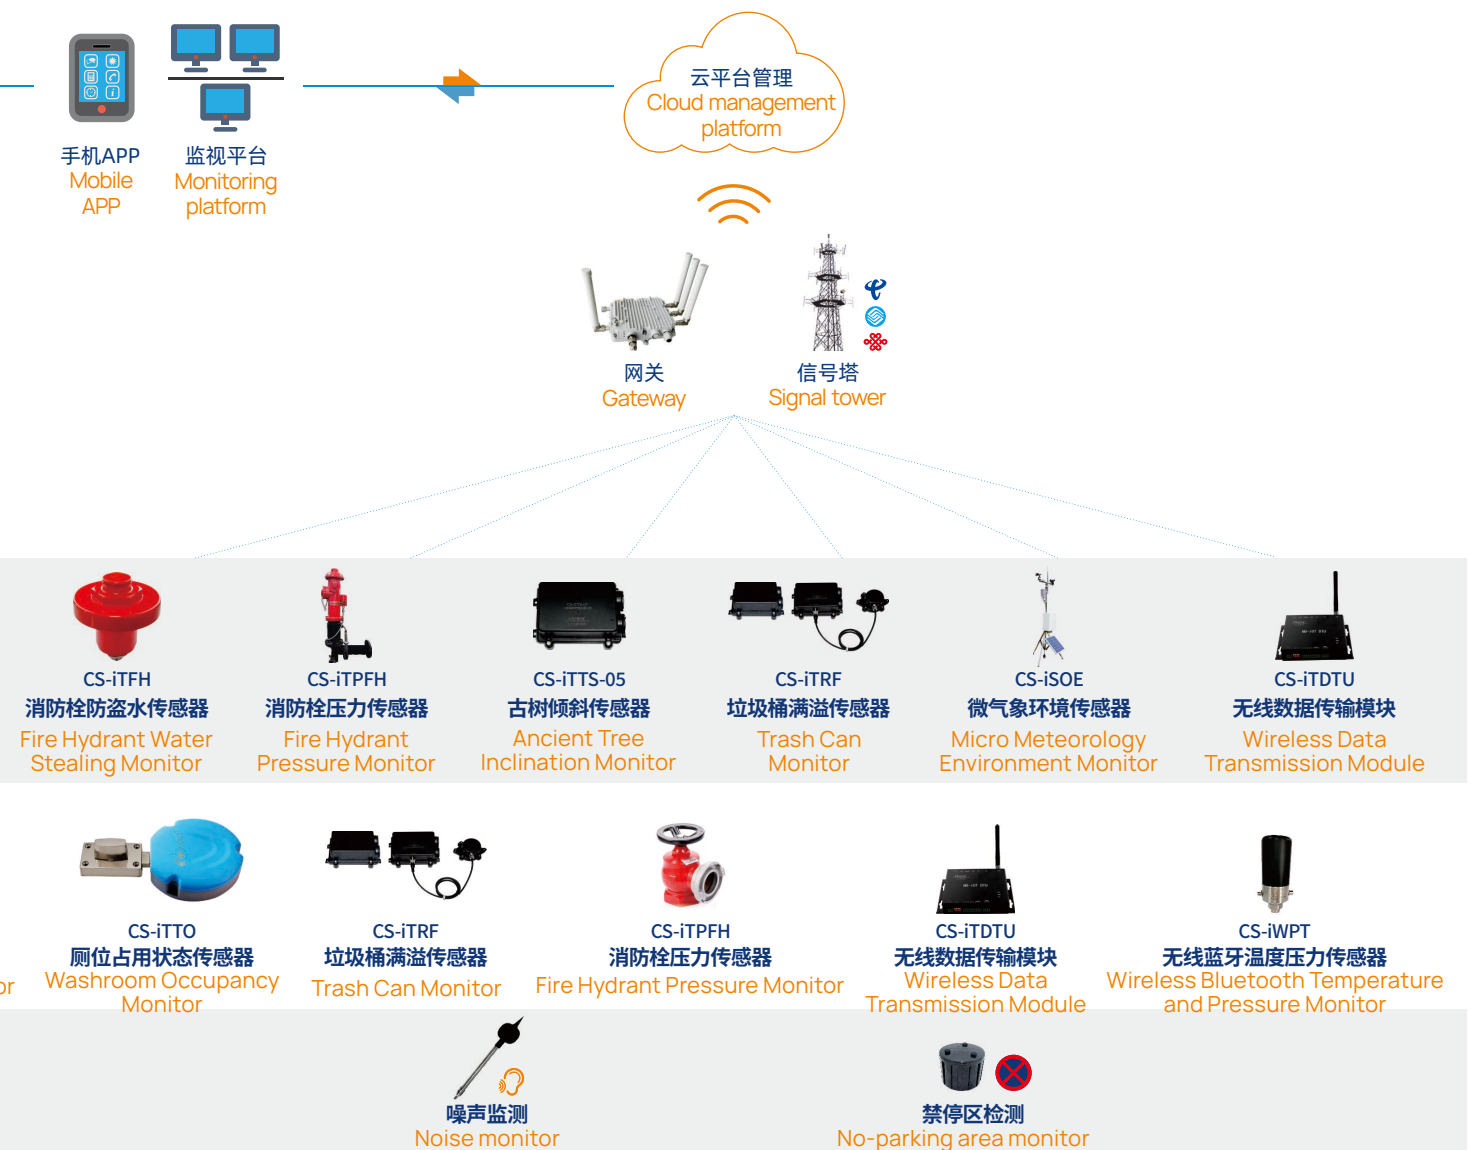 云平台管理
Cloud management
platform
手机APP
Mobile
APP
监视平台
Monitoring
platform
网关
Gateway
信号塔
Signal tower
CS-iTFH
消防栓防盗水传感器
Fire Hydrant Water
Stealing Monitor
CS-iTPFH
消防栓压力传感器
Fire Hydrant
Pressure Monitor
CS-iTTS-05
古树倾斜传感器
Ancient Tree
Inclination Monitor
CS-iTRF
垃圾桶满溢传感器
Trash Can
Monitor
CS-iSOE
微气象环境传感器
Micro Meteorology
Environment Monitor
CS-iTDTU
无线数据传输模块
Wireless Data
Transmission Module
or
CS-iTTO
厕位占用状态传感器
Washroom Occupancy
Monitor
CS-iTRF
垃圾桶满溢传感器
Trash Can Monitor
CS-iTPFH
消防栓压力传感器
Fire Hydrant Pressure Monitor
CS-iTDTU
无线数据传输模块
Wireless Data
Transmission Module
CS-iWPT
无线蓝牙温度压力传感器
Wireless Bluetooth Temperature
and Pressure Monitor
噪声监测
Noise monitor
禁停区检测
No-parking area monitor